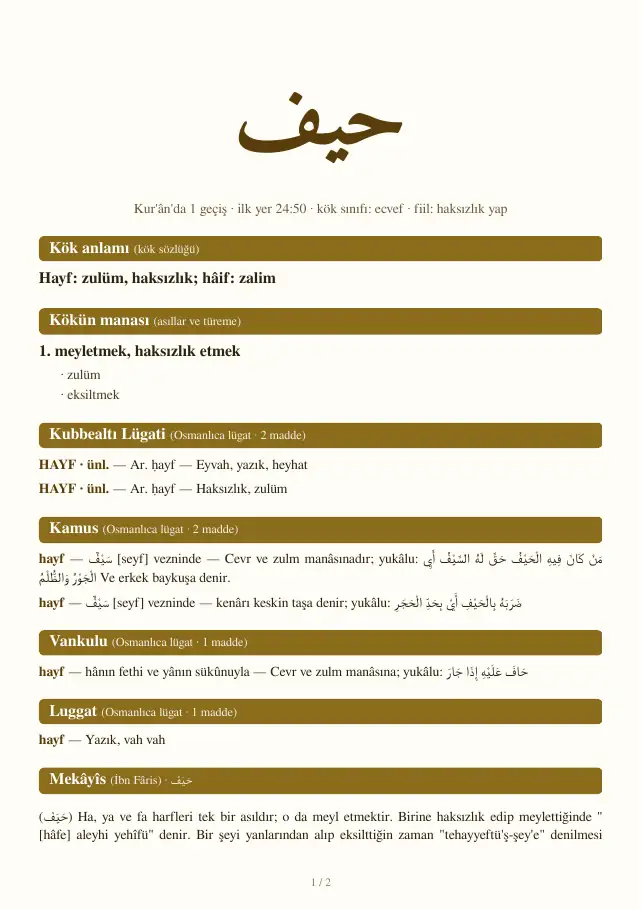 حيف
Kur'ân'da 1 geçiş · ilk yer 24:50 · kök sınıfı: ecvef · fiil: haksızlık yap
Kök anlamı (kök sözlüğü)
Hayf: zulüm, haksızlık; hâif: zalim
Kökün manası (asıllar ve türeme)
1. meyletmek, haksızlık etmek
· zulüm
· eksiltmek
Kubbealtı Lügati (Osmanlıca lügat · 2 madde)
HAYF · ünl. — Ar. ḥayf — Eyvah, yazık, heyhat
HAYF · ünl. — Ar. ḥayf — Haksızlık, zulüm
Kamus (Osmanlıca lügat · 2 madde)
hayf — سَيْفٌ [seyf] vezninde — Cevr ve zulm manâsınadır; yukâlu: مَنْ كَانَ فِيهِ الْحَيْفُ حَقَّ لَهُ السَّيْفُ أَيِ
الْجَوْرُ وَالظُّلْمُ Ve erkek baykuşa denir.
hayf — سَيْفٌ [seyf] vezninde — kenârı keskin taşa denir; yukâlu: ضَرَبَهُ بِالْحَيْفِ أَيْ بِحَدِّ الْحَجَرِ
Vankulu (Osmanlıca lügat · 1 madde)
hayf — hânın fethi ve yânın sükûnuyla — Cevr ve zulm manâsına; yukâlu: حَافَ عَلَيْهِ إِذَا جَارَ
Luggat (Osmanlıca lügat · 1 madde)
hayf — Yazık, vah vah
Mekâyîs (İbn Fâris) · حيَفَ
(حَيَفَ) Ha, ya ve fa harfleri tek bir asıldır; o da meyl etmektir. Birine haksızlık edip meylettiğinde "
[hâfe] aleyhi yehîfü" denir. Bir şeyi yanlarından alıp eksilttiğin zaman "tehayyeftü'ş-şey'e" denilmesi
1 / 2